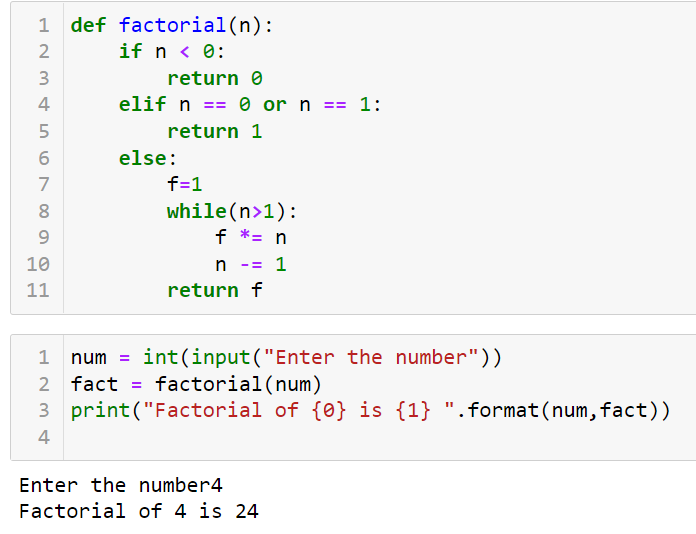 1 def factorial(n):
2     if n < 0:
3         return 0
4     elif n == 0 or n == 1:
5         return 1
6     else:
7         f=1
8         while(n>1):
9             f *= n
10             n -= 1
11         return f
1 num = int(input("Enter the number"))
2 fact = factorial(num)
3 print("Factorial of {0} is {1} ".format(num,fact))
4
Enter the number4
Factorial of 4 is 24